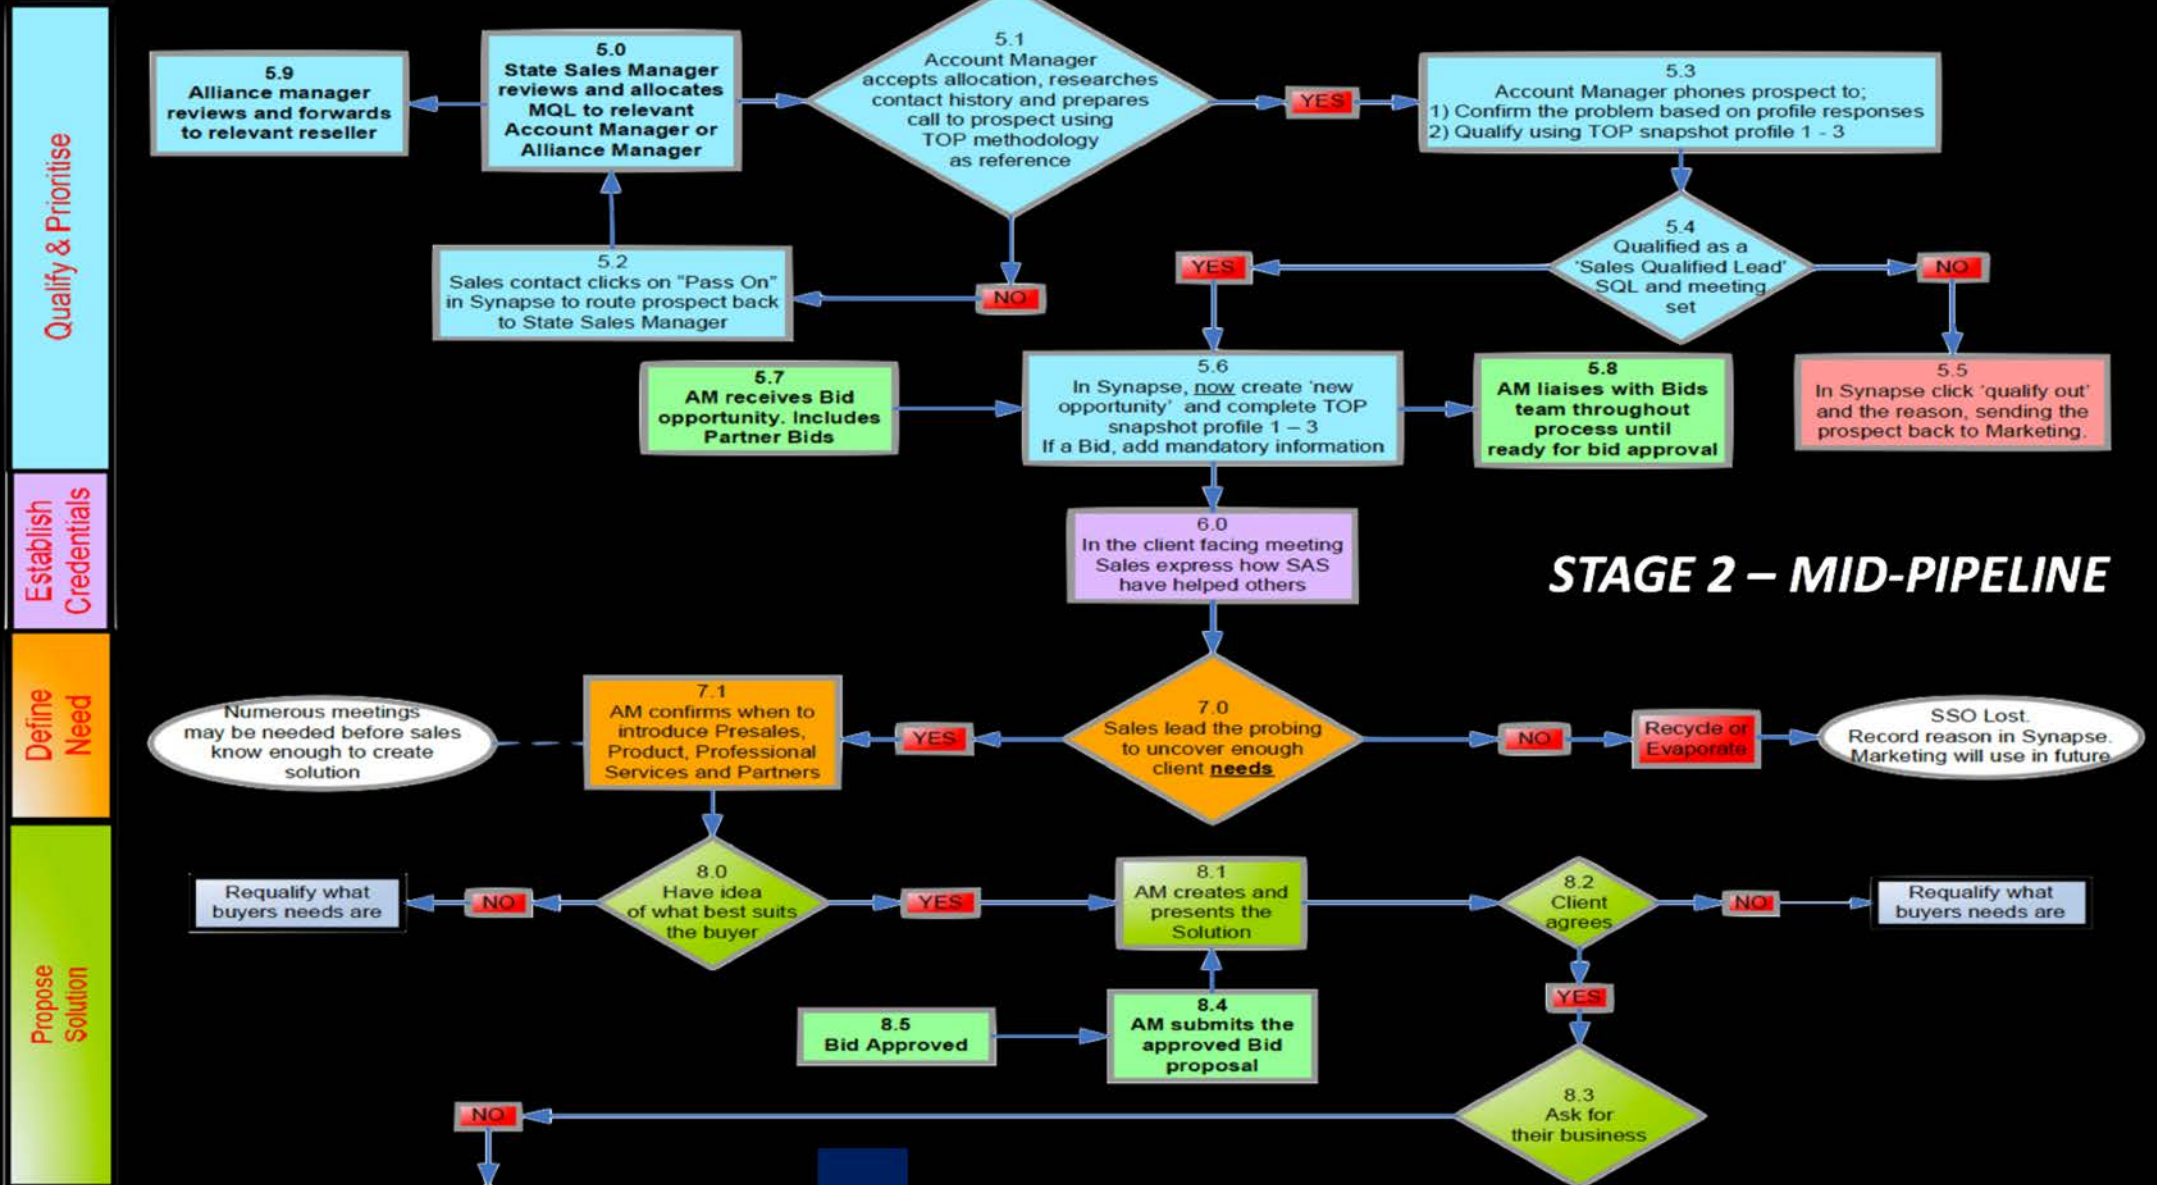 Qualify & Prioritise
5.9
Alliance manager
reviews and forwards
to relevant reseller
5.0
State Sales Manager
reviews and allocates
MQL to relevant
Account Manager or
Alliance Manager
5.1
Account Manager
accepts allocation, researches
contact history and prepares
call to prospect using
TOP methodology
as reference
YES
5.3
Account Manager phones prospect to;
1) Confirm the problem based on profile responses
2) Qualify using TOP snapshot profile 1 - 3
5.2
Sales contact clicks on "Pass On"
in Synapse to route prospect back
to State Sales Manager
NO
YES
5.4
Qualified as a
'Sales Qualified Lead'
SQL and meeting
set
NO
5.7
AM receives Bid
opportunity. Includes
Partner Bids
5.6
In Synapse, now create 'new
opportunity' and complete TOP
snapshot profile 1 – 3
If a Bid, add mandatory information
5.8
AM liaises with Bids
team throughout
process until
ready for bid approval
5.5
In Synapse click 'qualify out'
and the reason, sending the
prospect back to Marketing.
Establish
Credentials
6.0
In the client facing meeting
Sales express how SAS
have helped others
STAGE 2 – MID-PIPELINE
Define
Need
Numerous meetings
may be needed before sales
know enough to create
solution
7.1
AM confirms when to
introduce Presales,
Product, Professional
Services and Partners
YES
7.0
Sales lead the probing
to uncover enough
client needs
NO
Recycle or
Evaporate
SSO Lost.
Record reason in Synapse.
Marketing will use in future
Propose
Solution
Requalify what
buyers needs are
NO
8.0
Have idea
of what best suits
the buyer
YES
8.1
AM creates and
presents the
Solution
8.2
Client
agrees
NO
Requalify what
buyers needs are
YES
8.5
Bid Approved
8.4
AM submits the
approved Bid
proposal
8.3
Ask for
their business
NO